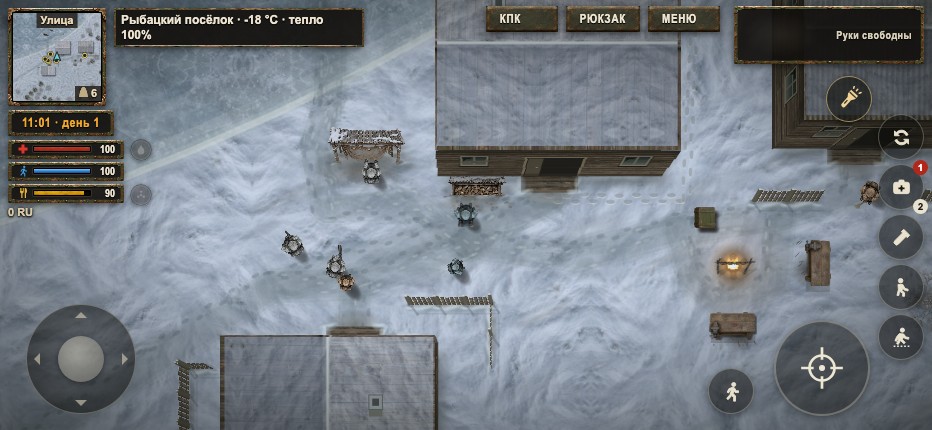 Улица
Рыбацкий посёлок · -18 °C · тепло
100%
КПК
РЮКЗАК
МЕНЮ
Руки свободны
6
11:01 · день 1
100
100
90
0 RU
1
2